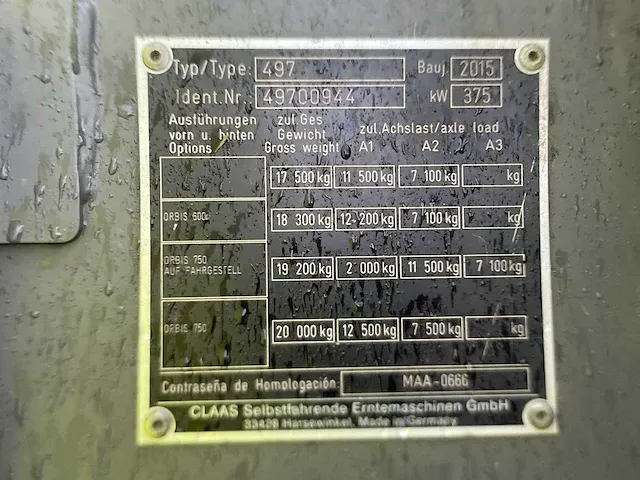 Typ/Type: 497 Bauj. 2015
Ident.Nr. 49700944 kW 375
Ausführungen zul Ges
vorn u. hinten Gewicht zul.Achslast/axle load
Options Gross weight A1 A2 A3
17 500 kg 11 500 kg 7 100 kg kg
ORBIS 600 18 300 kg 12 200 kg 7 100 kg kg
ORBIS 750
AUF FAHRGESTELL 19 200 kg 2 000 kg 11 500 kg 7 100 kg
ORBIS 750 20 000 kg 12 500 kg 7 500 kg kg
Contraseña de Homologación: MAA-0666
CLAAS Selbstfahrende Erntemaschinen GmbH
33428 Harsewinkel, Made in Germany